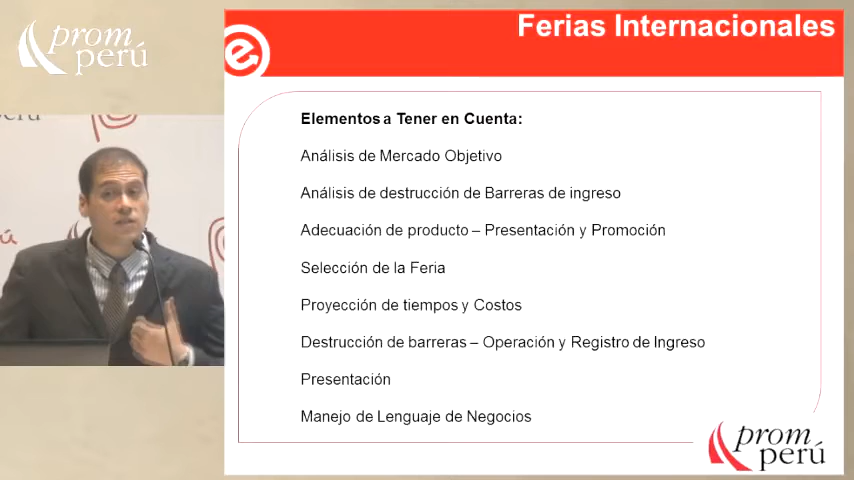 prom
perú
Ferias Internacionales
Elementos a Tener en Cuenta:
Análisis de Mercado Objetivo
Análisis de destrucción de Barreras de ingreso
Adecuación de producto – Presentación y Promoción
Selección de la Feria
Proyección de tiempos y Costos
Destrucción de barreras – Operación y Registro de Ingreso
Presentación
Manejo de Lenguaje de Negocios
prom
perú